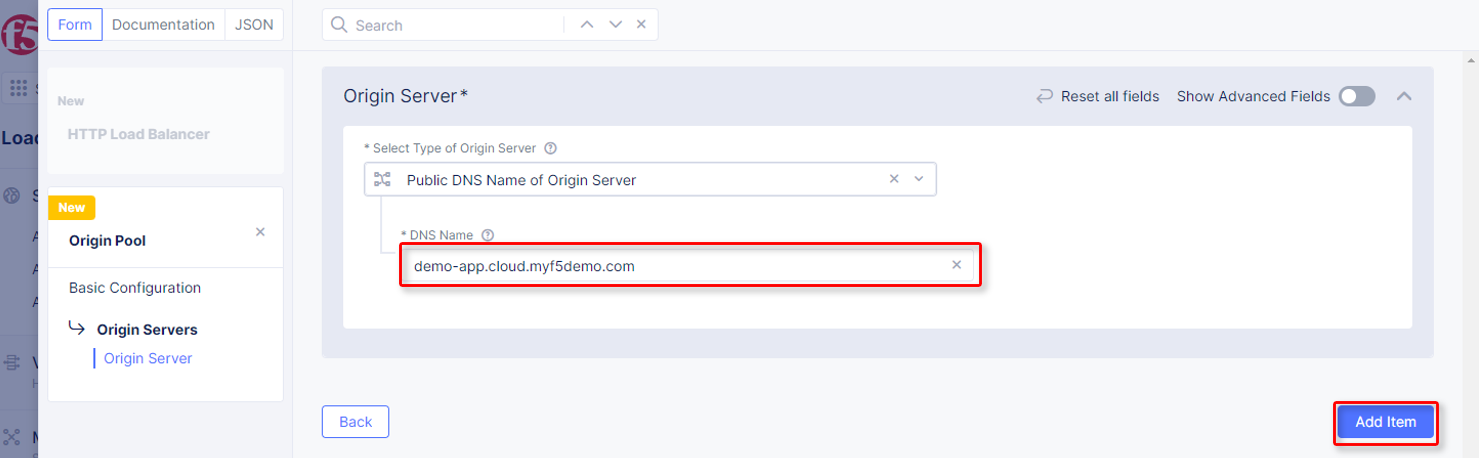 f5
Form
Documentation
JSON
Search
S
New
HTTP Load Balancer
Load
S
New
Origin Pool
Basic Configuration
Origin Servers
Origin Server
A
A
A
V
H
M
Origin Server*
Reset all fields
Show Advanced Fields
* Select Type of Origin Server
Public DNS Name of Origin Server
* DNS Name
demo-app.cloud.myf5demo.com
Back
Add Item